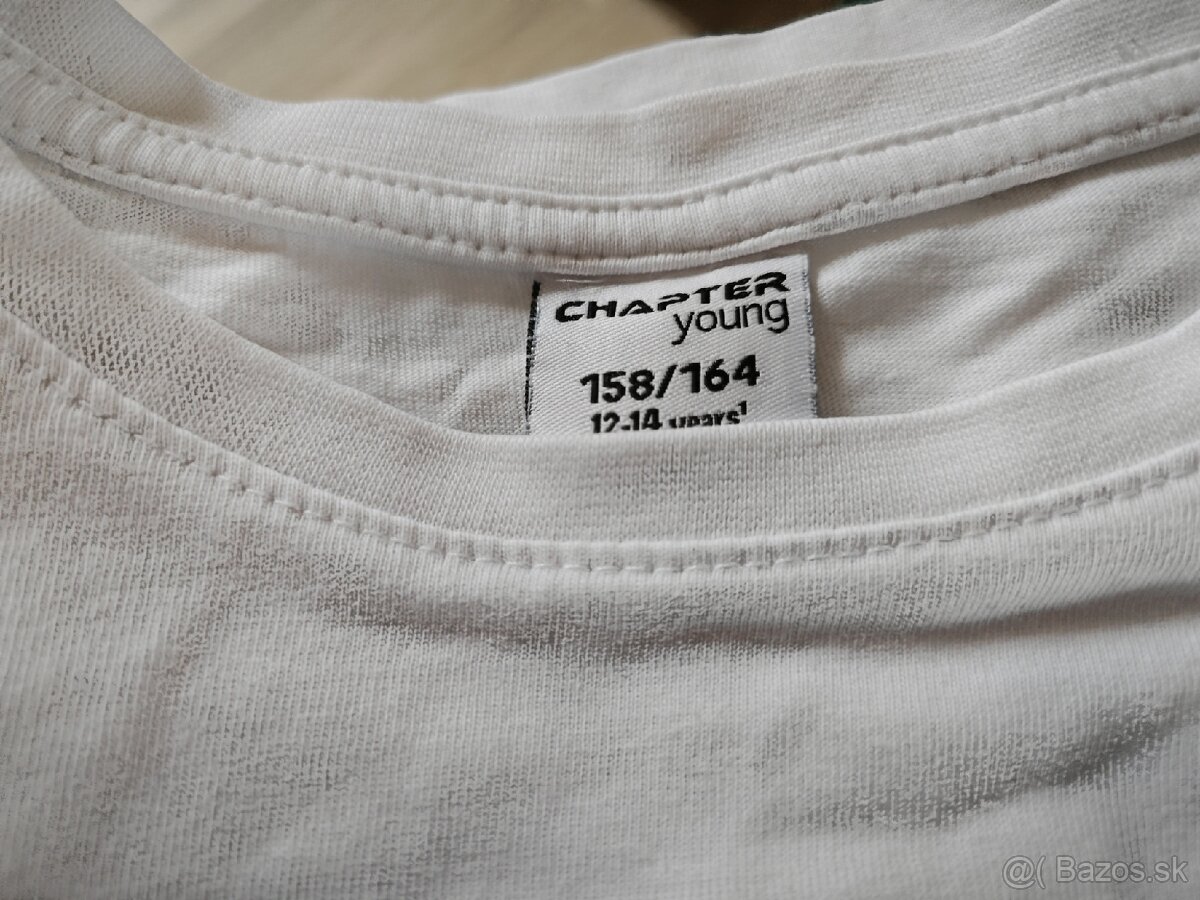 CHAPTER
young
158/164
12-14 years¹
@( Bazos.sk